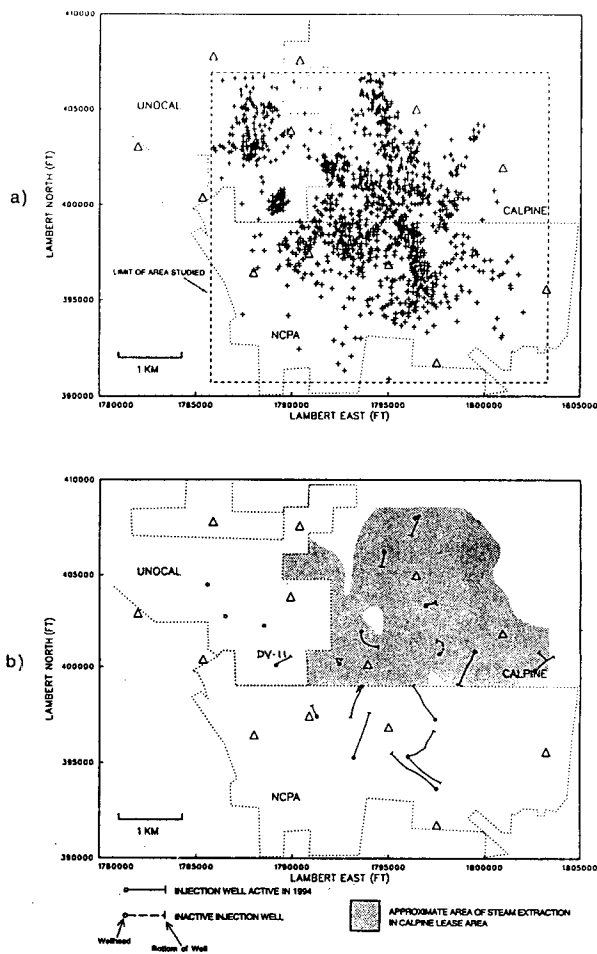 a)
410000
405000
400000
395000
390000
LAMBERT NORTH (FT)
UNOCAL
CALPINE
LIMIT OF AREA STUDIED
NCPA
1 KM
1780000
1785000
1790000
1795000
1800000
1805000
LAMBERT EAST (FT)
b)
410000
405000
400000
395000
390000
LAMBERT NORTH (FT)
UNOCAL
DV-11
CALPINE
NCPA
1 KM
1780000
1785000
1790000
1795000
1800000
1805000
LAMBERT EAST (FT)
INJECTION WELL ACTIVE IN 1994
INACTIVE INJECTION WELL
Wellhead
Bottom of Well
APPROXIMATE AREA OF STEAM EXTRACTION
IN CALPINE LEASE AREA